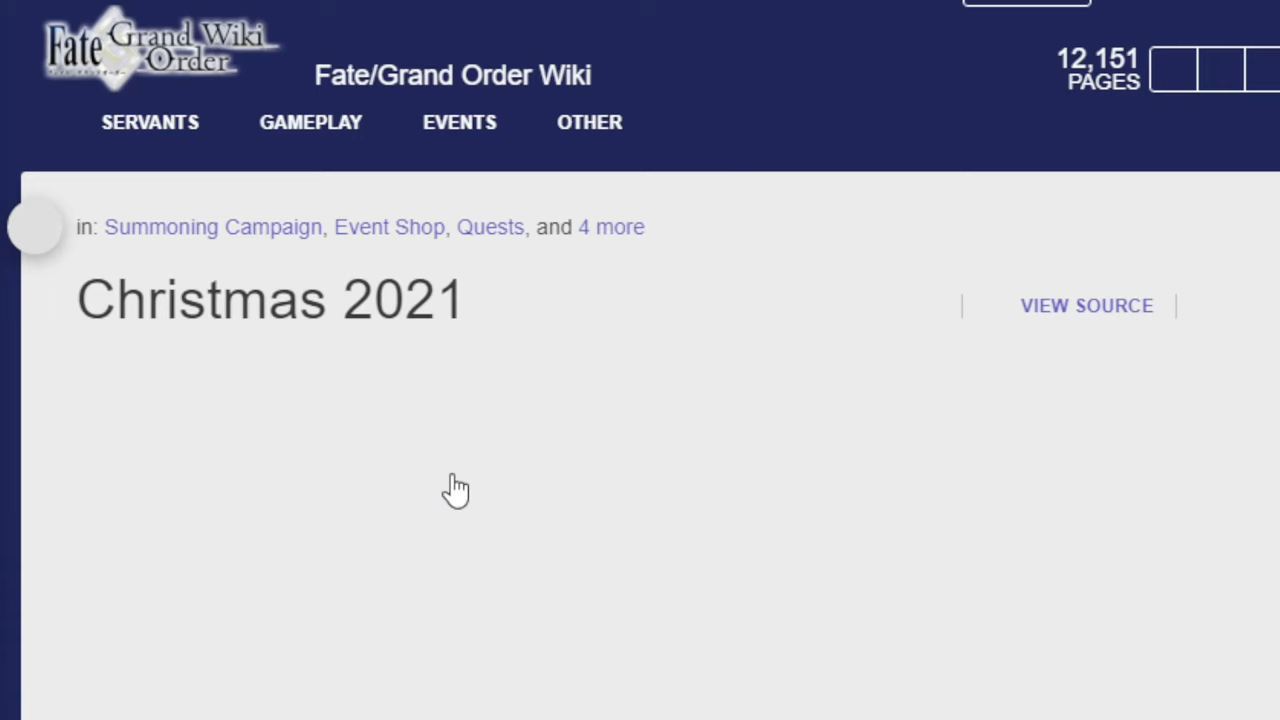 Fate Grand Wiki
Order
Fate/Grand Order Wiki
12,151
PAGES
SERVANTS GAMEPLAY EVENTS OTHER
in: Summoning Campaign, Event Shop, Quests, and 4 more
Christmas 2021
VIEW SOURCE